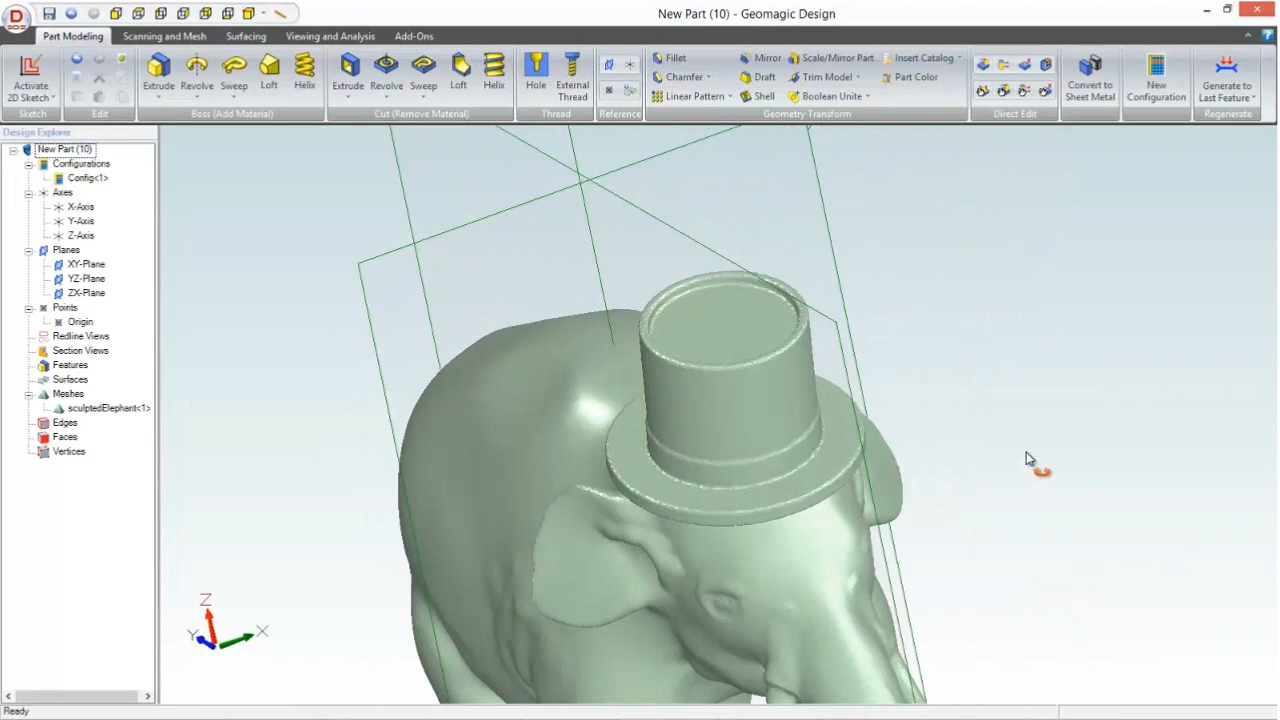 D
New Part (10) - Geomagic Design
Part Modeling Scanning and Mesh Surfacing Viewing and Analysis Add-Ons
Activate 2D Sketch
Sketch
Edit
Extrude Revolve Sweep Loft Helix
Boss (Add Material)
Extrude Revolve Sweep Loft Helix
Cut (Remove Material)
Hole External Thread
Thread
Reference
Fillet Mirror Scale/Mirror Part Insert Catalog
Chamfer Draft Trim Model Part Color
Linear Pattern Shell Boolean Unite
Geometry Transform
Direct Edit
Convert to Sheet Metal
New Configuration
Generate to Last Feature
Regenerate
Design Explorer
New Part (10)
Configurations
Config<1>
Axes
X-Axis
Y-Axis
Z-Axis
Planes
XY-Plane
YZ-Plane
ZX-Plane
Points
Origin
Redline Views
Section Views
Features
Surfaces
Meshes
sculptedElephant<1>
Edges
Faces
Vertices
Z
Y X
Ready